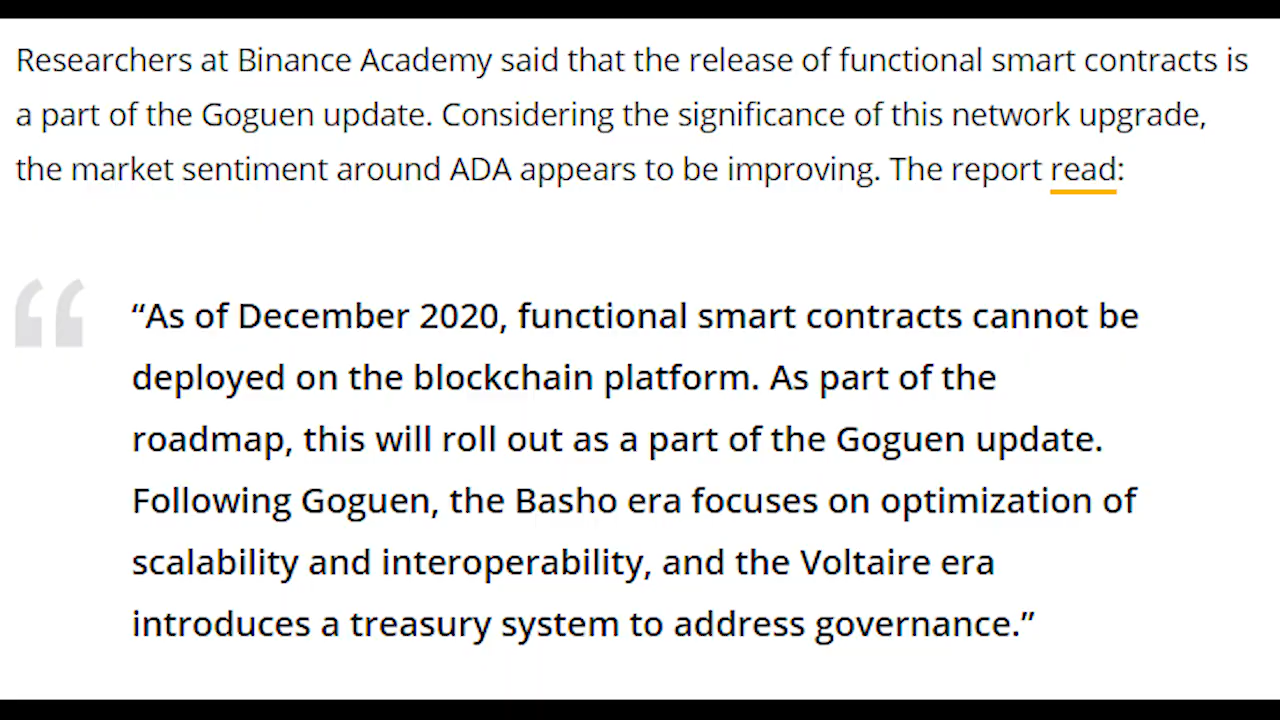 Researchers at Binance Academy said that the release of functional smart contracts is
a part of the Goguen update. Considering the significance of this network upgrade,
the market sentiment around ADA appears to be improving. The report read:
“As of December 2020, functional smart contracts cannot be
deployed on the blockchain platform. As part of the
roadmap, this will roll out as a part of the Goguen update.
Following Goguen, the Basho era focuses on optimization of
scalability and interoperability, and the Voltaire era
introduces a treasury system to address governance.”